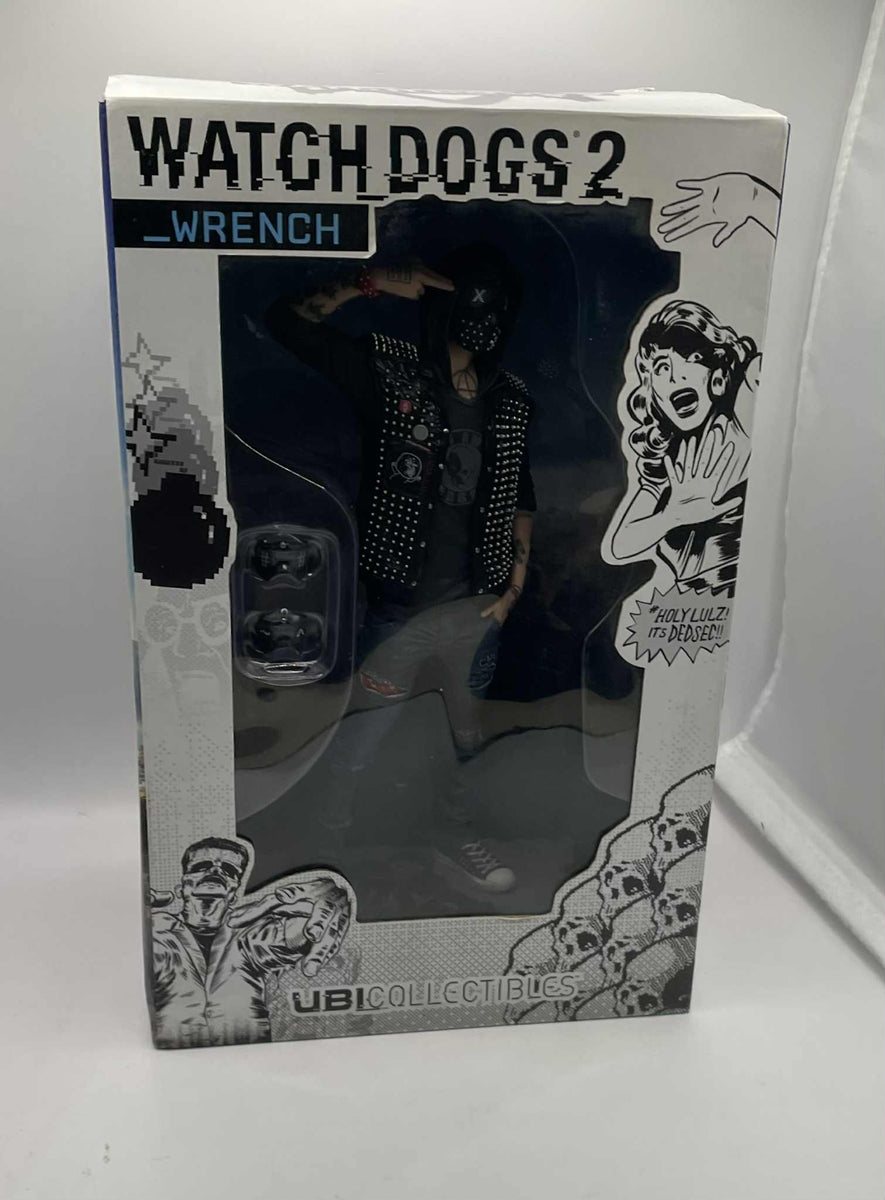 WATCH_DOGS® 2
_WRENCH
X
#HOLY LULZ!
ITS DEDSEC!!
UBICOLLECTIBLES